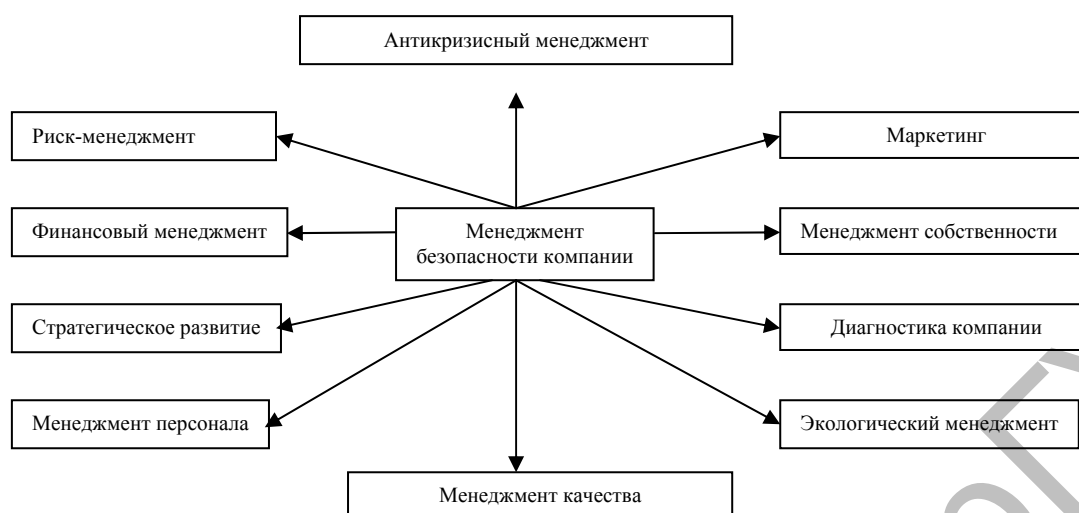 Антикризисный менеджмент
Риск-менеджмент
Маркетинг
Финансовый менеджмент
Менеджмент
безопасности компании
Менеджмент собственности
Стратегическое развитие
Диагностика компании
Менеджмент персонала
Экологический менеджмент
Менеджмент качества